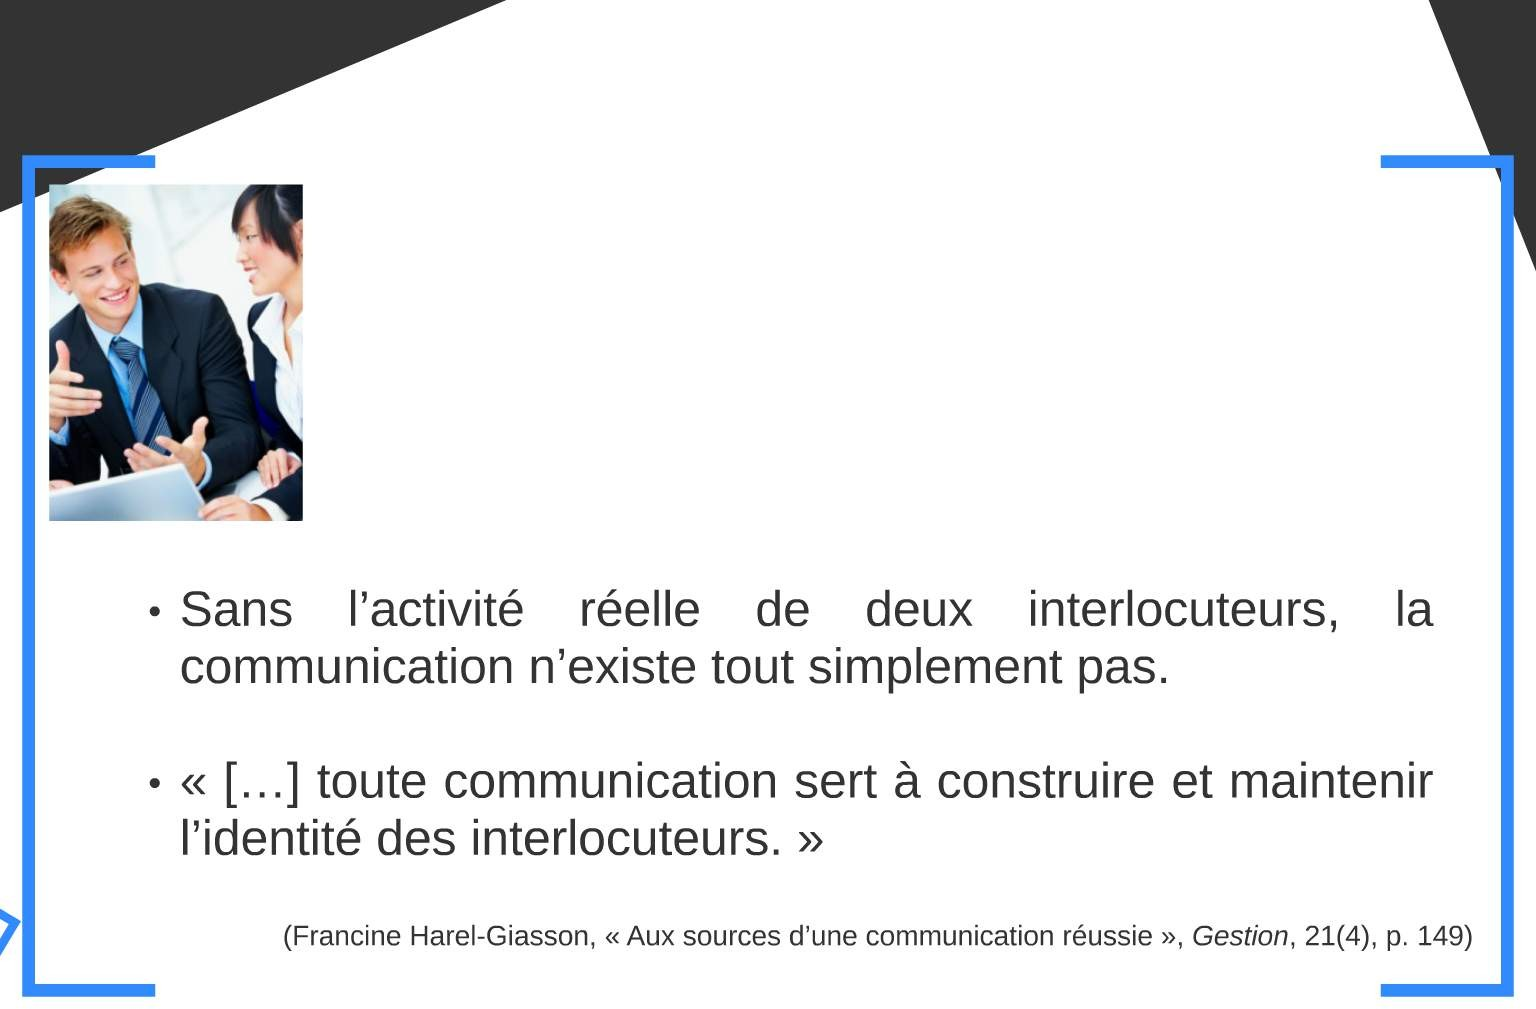 • Sans l’activité réelle de deux interlocuteurs, la
communication n’existe tout simplement pas.
• « […] toute communication sert à construire et maintenir
l’identité des interlocuteurs. »
(Francine Harel-Giasson, « Aux sources d’une communication réussie », Gestion, 21(4), p. 149)